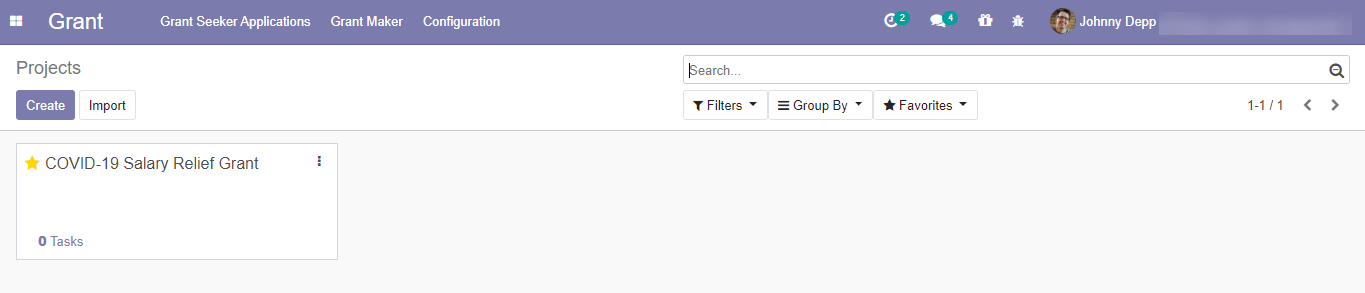 Grant Grant Seeker Applications Grant Maker Configuration 2 4 Johnny Depp
Projects Search...
Create Import Filters Group By Favorites 1-1 / 1
COVID-19 Salary Relief Grant
0 Tasks